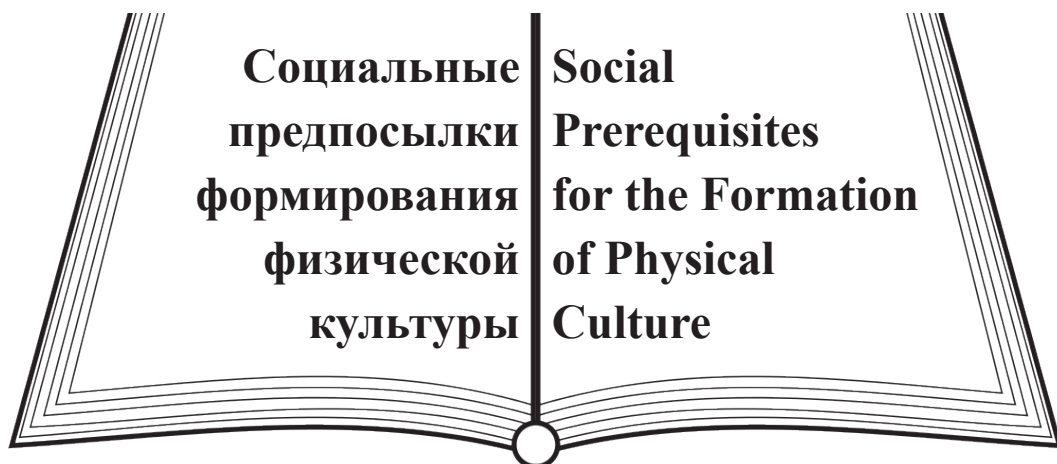 Социальные
предпосылки
формирования
физической
культуры
Social
Prerequisites
for the Formation
of Physical
Culture